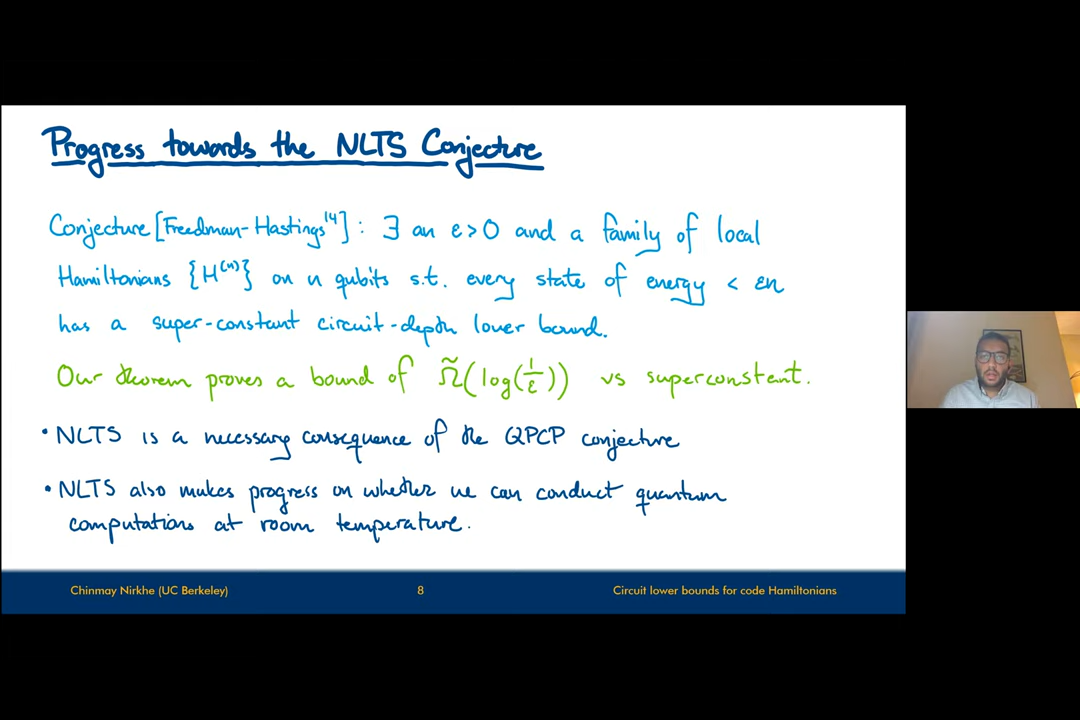 Progress towards the NLTS Conjecture
Conjecture [Freedman-Hastings¹⁴] : ∃ an ε > 0 and a family of local
Hamiltonians {H⁽ⁿ⁾} on n qubits s.t. every state of energy < εn
has a super-constant circuit-depth lower bound.
Our theorem proves a bound of Ω̃(log(1/ε)) vs superconstant.
• NLTS is a necessary consequence of the QPCP conjecture
• NLTS also makes progress on whether we can conduct quantum
computations at room temperature.
Chinmay Nirkhe (UC Berkeley) 8 Circuit lower bounds for code Hamiltonians